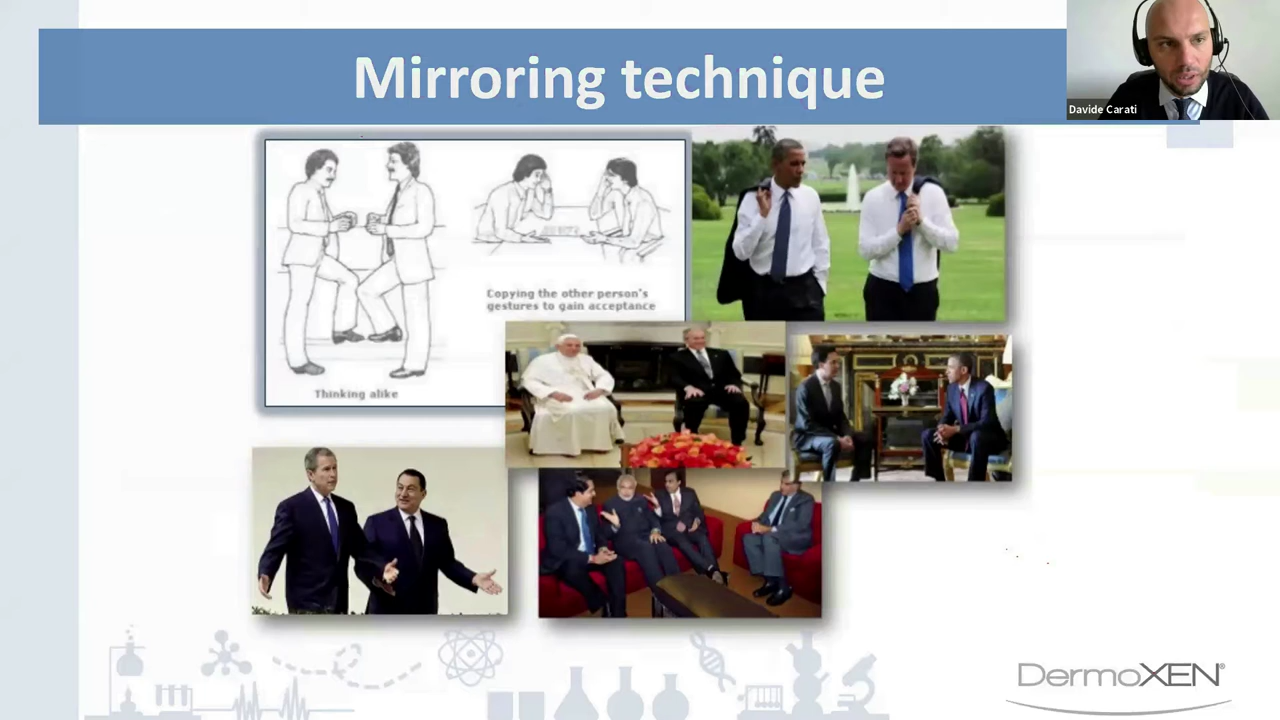 Mirroring technique
Davide Carati
Copying the other person's
gestures to gain acceptance
Thinking alike
DermoXEN®